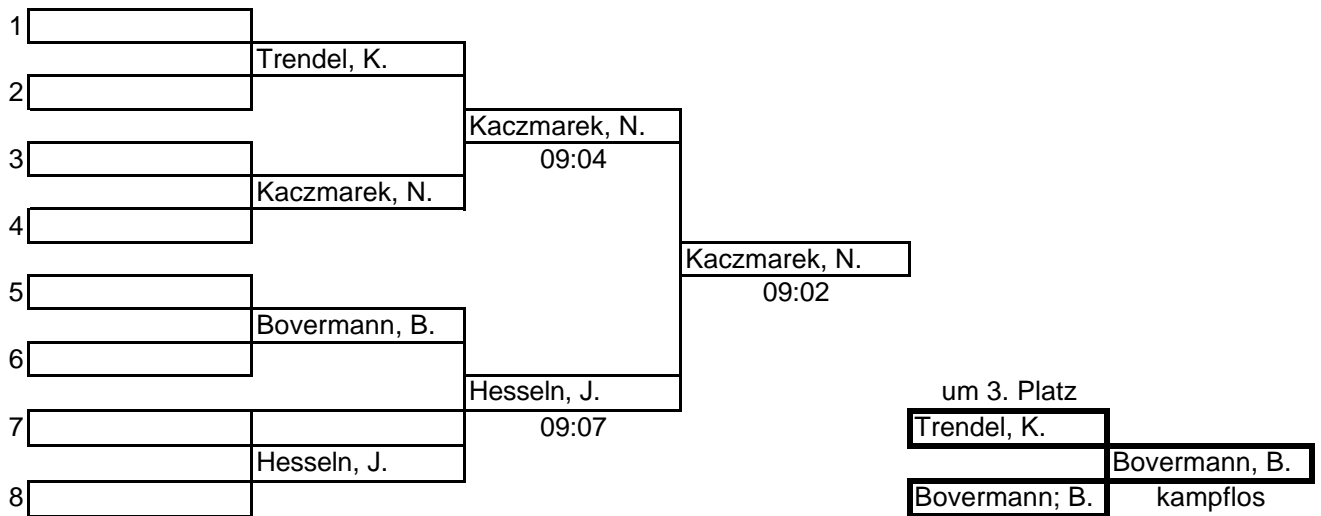 1
Trendel, K.
2
Kaczmarek, N.
3 09:04
Kaczmarek, N.
4
Kaczmarek, N.
5 09:02
Bovermann, B.
6
Hesseln, J. um 3. Platz
7 09:07 Trendel, K.
Hesseln, J. Bovermann, B.
8 Bovermann; B. kampflos